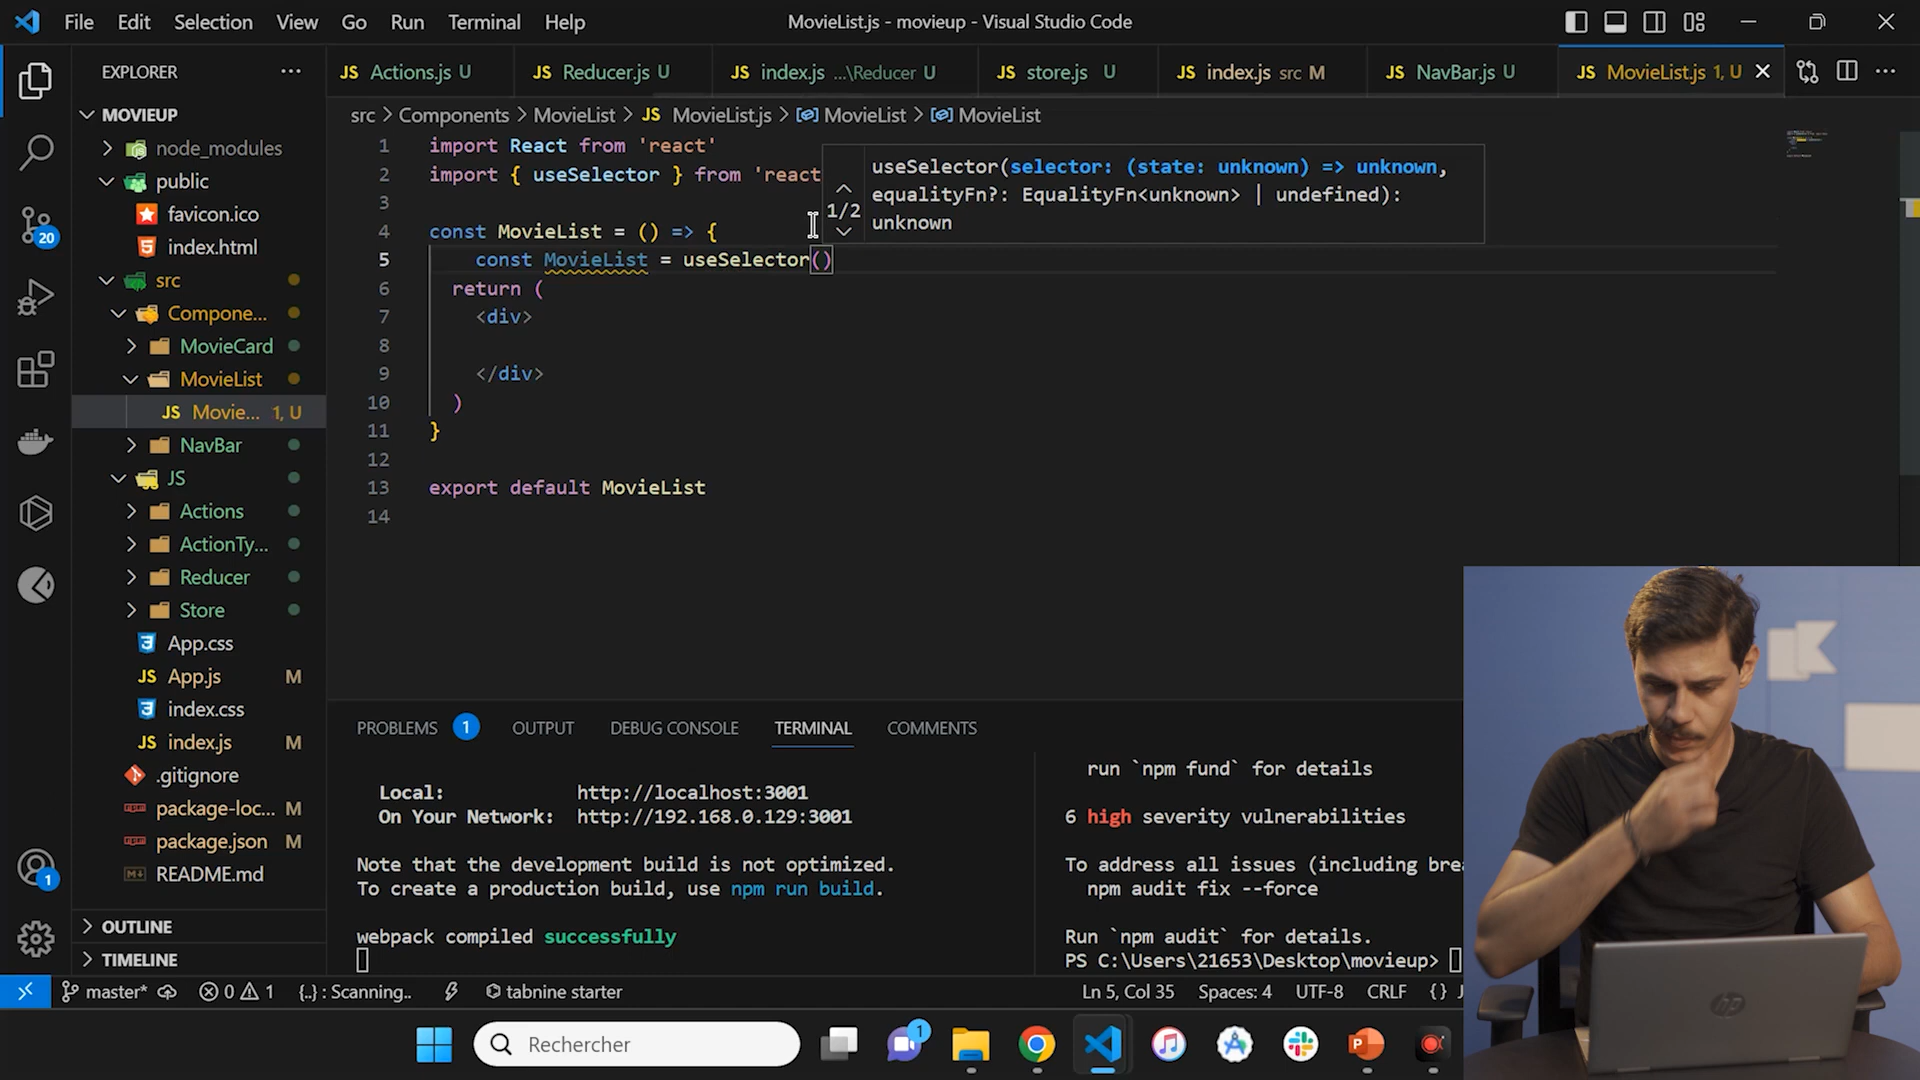 File Edit Selection View Go Run Terminal Help
MovieList.js - movieup - Visual Studio Code
EXPLORER
MOVIEUP
node_modules
public
favicon.ico
index.html
src
Compone...
MovieCard
MovieList
JS Movie... 1, U
NavBar
JS
Actions
ActionTy...
Reducer
Store
App.css
JS App.js M
index.css
JS index.js M
.gitignore
package-loc... M
package.json M
README.md
OUTLINE
TIMELINE
20
1
JS Actions.js U JS Reducer.js U JS index.js ...\Reducer U JS store.js U JS index.js src M JS NavBar.js U JS MovieList.js 1, U
src > Components > MovieList > JS MovieList.js > MovieList > MovieList
1 import React from 'react'
2 import { useSelector } from 'react
3
4 const MovieList = () => {
5 const MovieList = useSelector()
6 return (
7 <div>
8
9 </div>
10 )
11 }
12
13 export default MovieList
14
1/2
useSelector(selector: (state: unknown) => unknown,
equalityFn?: EqualityFn<unknown> | undefined):
unknown
PROBLEMS 1 OUTPUT DEBUG CONSOLE TERMINAL COMMENTS
Local: http://localhost:3001
On Your Network: http://192.168.0.129:3001
Note that the development build is not optimized.
To create a production build, use npm run build.
webpack compiled successfully
run `npm fund` for details
6 high severity vulnerabilities
To address all issues (including brea
npm audit fix --force
Run `npm audit` for details.
PS C:\Users\21653\Desktop\movieup>
master* 0 1 {..} : Scanning.. tabnine starter Ln 5, Col 35 Spaces: 4 UTF-8 CRLF {} J
Rechercher
1
hp